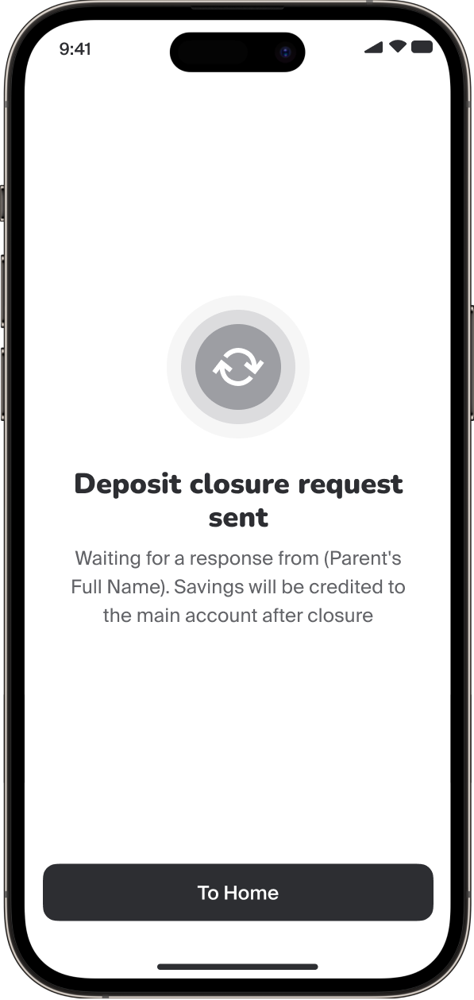 9:41
Deposit closure request
sent
Waiting for a response from (Parent's
Full Name). Savings will be credited to
the main account after closure
To Home